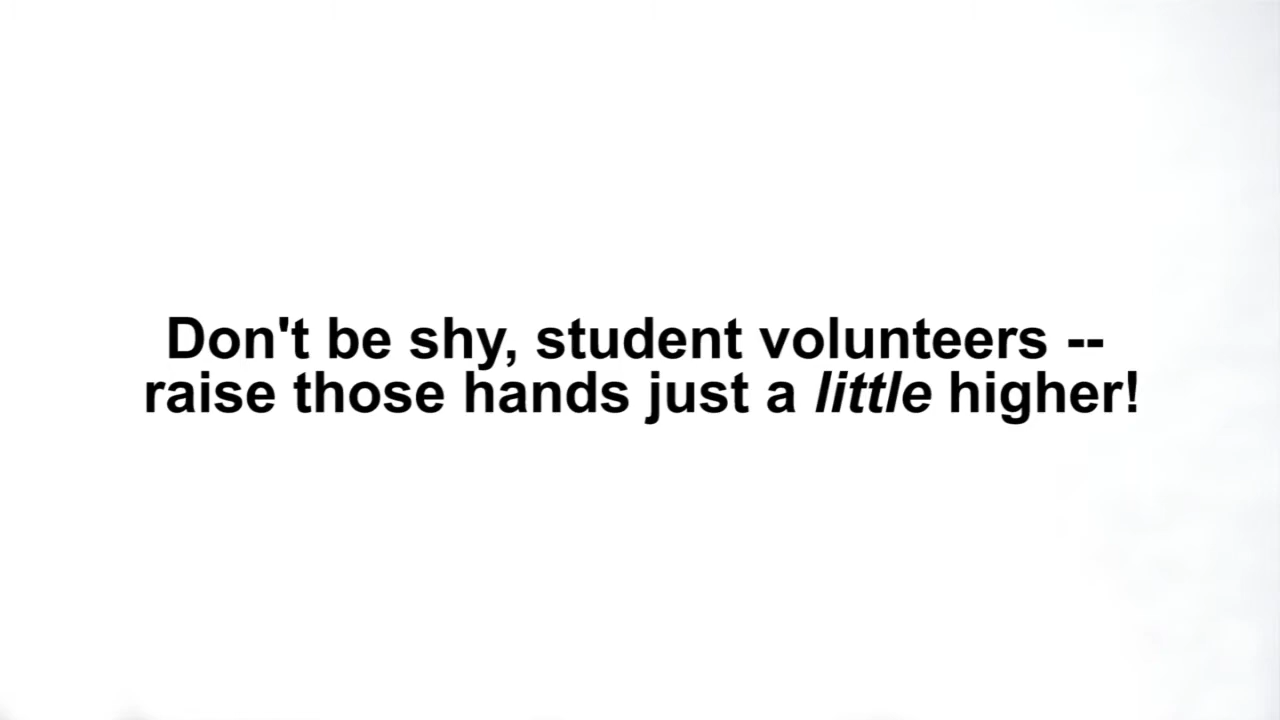 Don't be shy, student volunteers --
raise those hands just a little higher!